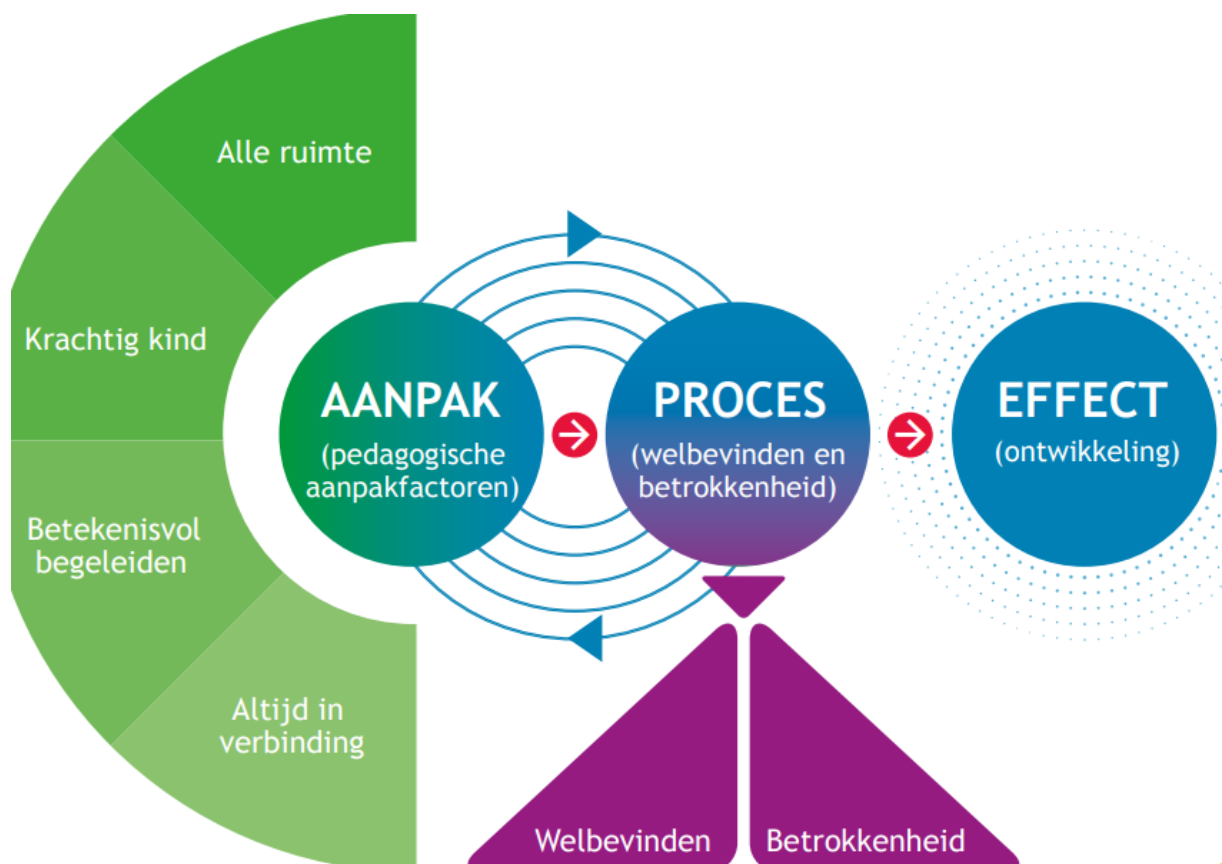 Alle ruimte
Krachtig kind
Betekenisvol
begeleiden
Altijd in
verbinding
AANPAK
(pedagogische
aanpakfactoren)
PROCES
(welbevinden en
betrokkenheid)
EFFECT
(ontwikkeling)
Welbevinden
Betrokkenheid